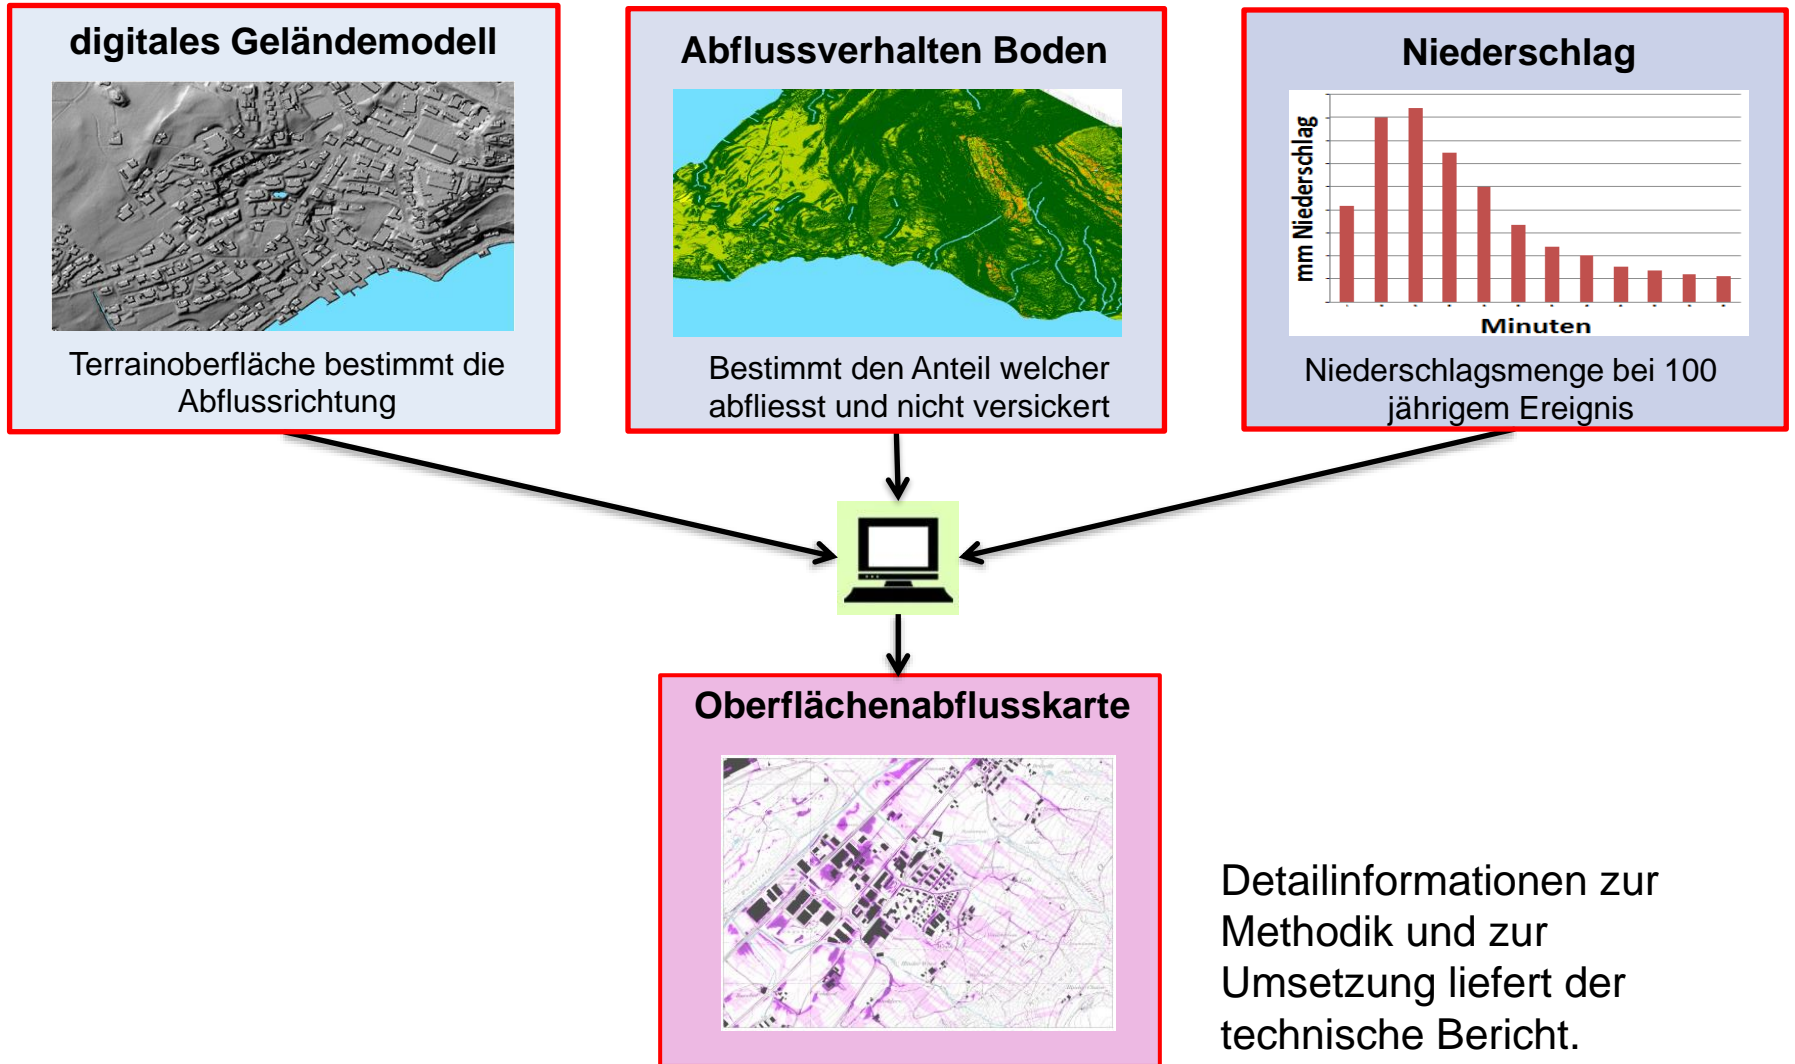 digitales Geländemodell
Terrainoberfläche bestimmt die
Abflussrichtung
Abflussverhalten Boden
Bestimmt den Anteil welcher
abfliesst und nicht versickert
Niederschlag
mm Niederschlag
Minuten
Niederschlagsmenge bei 100
jährigem Ereignis
Oberflächenabflusskarte
Detailinformationen zur
Methodik und zur
Umsetzung liefert der
technische Bericht.